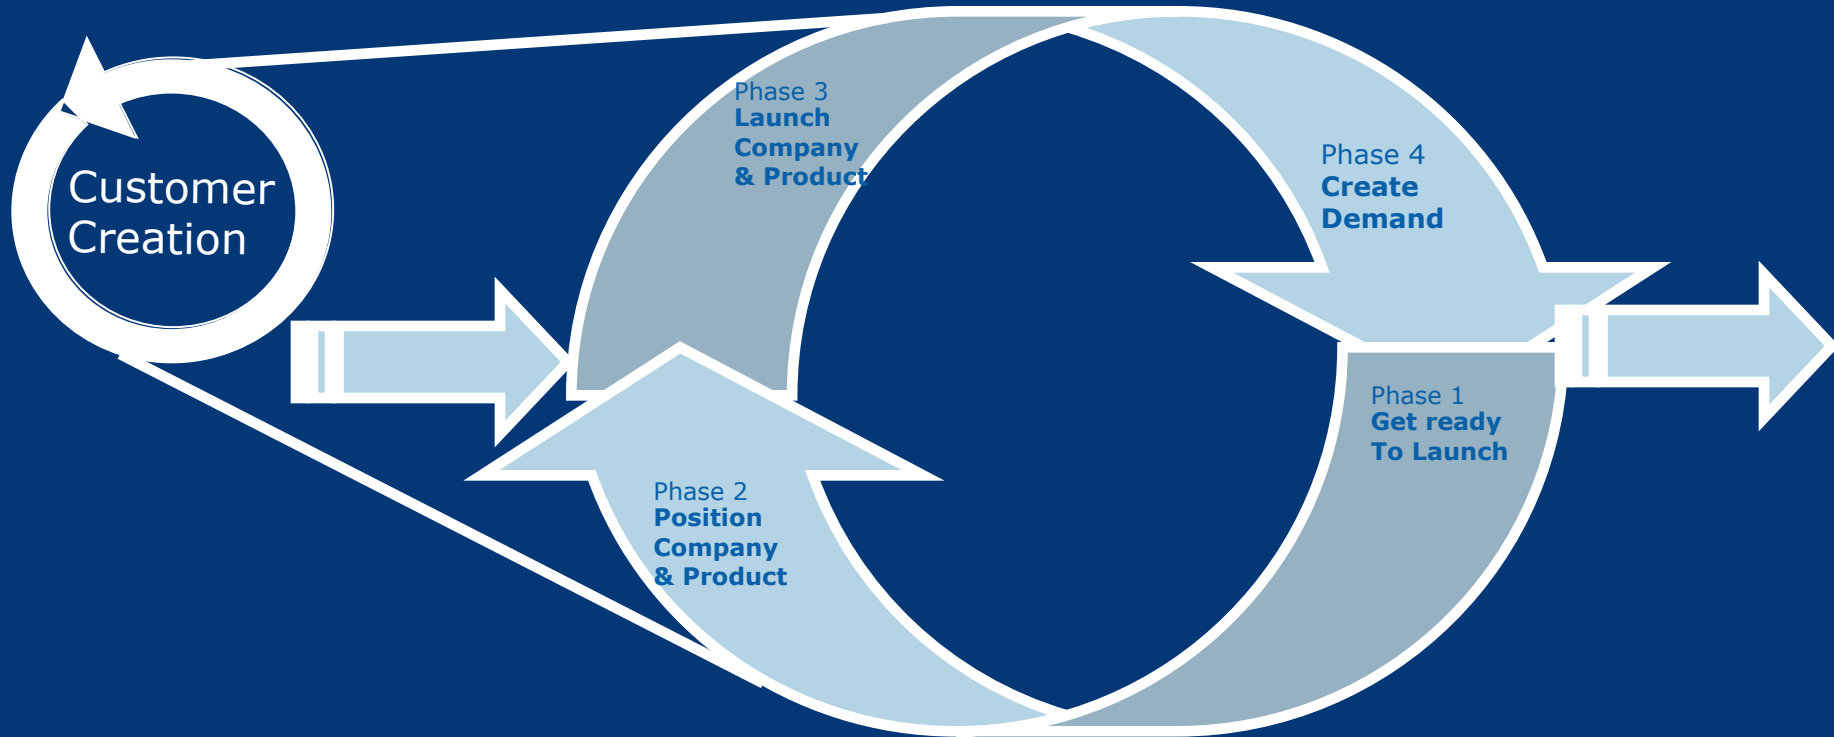 Customer
Creation
Phase 3
Launch
Company
& Product
Phase 4
Create
Demand
Phase 1
Get ready
To Launch
Phase 2
Position
Company
& Product